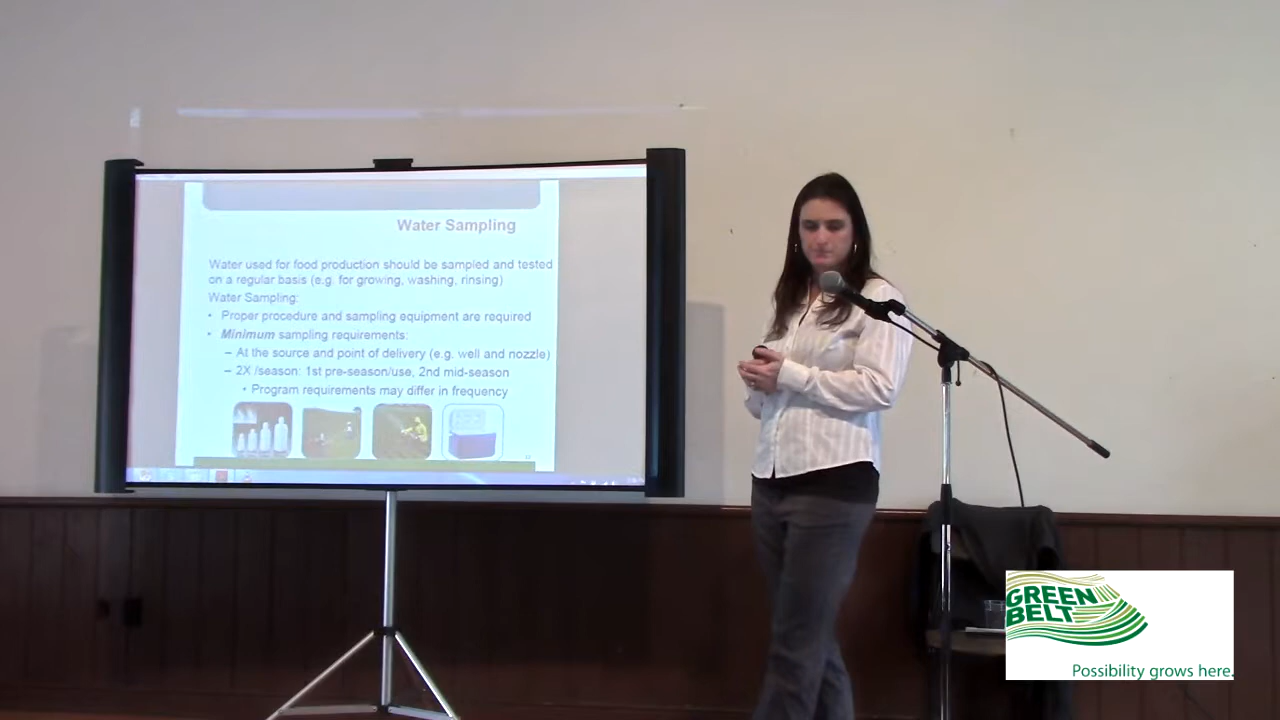 Water Sampling
Water used for food production should be sampled and tested
on a regular basis (e.g. for growing, washing, rinsing)
Water Sampling:
• Proper procedure and sampling equipment are required
• Minimum sampling requirements:
– At the source and point of delivery (e.g. well and nozzle)
– 2X /season: 1st pre-season/use, 2nd mid-season
• Program requirements may differ in frequency
GREEN
BELT
Possibility grows here.